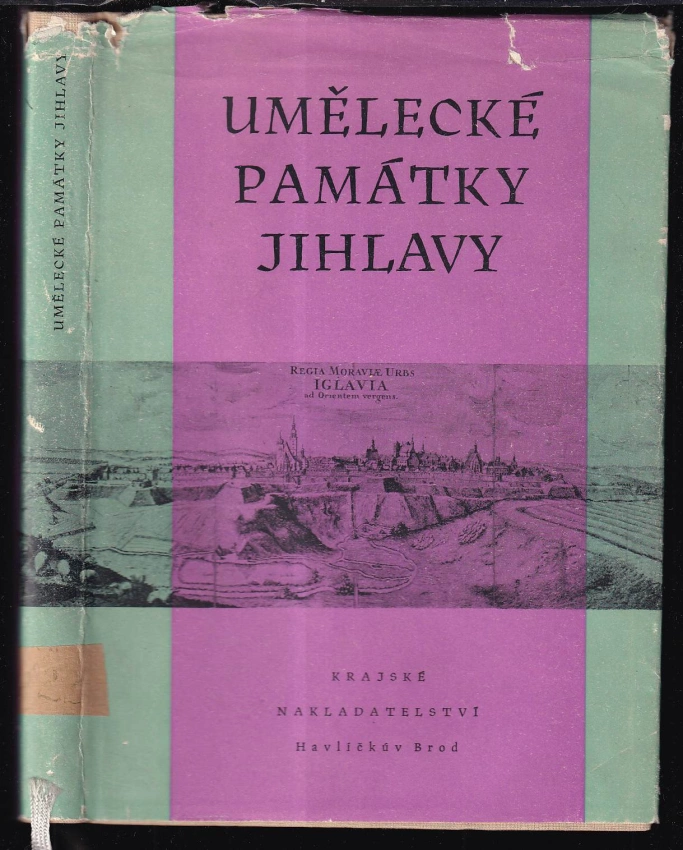 UMĚLECKÉ PAMÁTKY JIHLAVY
UMĚLECKÉ
PAMÁTKY
JIHLAVY
REGIA MORAVIÆ URBS
IGLAVIA
ad Orientem vergens.
KRAJSKÉ
NAKLADATELSTVÍ
Havlíčkův Brod